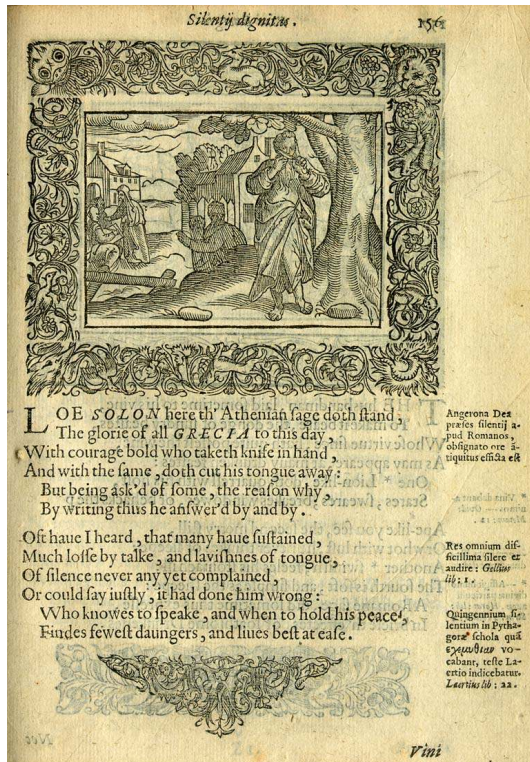 Silentij dignitas.
156
LOE SOLON here th' Athenian sage doth stand,
The glorie of all GRECIA to this day,
With courage bold who taketh knife in hand,
And with the same, doth cut his tongue away:
But being ask'd of some, the reason why,
By writing thus he answer'd by and by.
Oft haue I heard, that many haue sustained,
Much losse by talke, and lavishnes of tongue,
Of silence never any yet complained,
Or could say iustly, it had done him wrong:
Who knowes to speake, and when to hold his peace,
Findes fewest daungers, and liues best at ease.
Angerona Dea
præses silentij a-
pud Romanos,
obsignato ore ā-
tiquitus efficta est
Res omnium dif-
ficillima silere et
audire: Gellius
lib: 1.
Quingennium si-
lentium in Pytha-
goræ schola quā
εχεμυθίαν vo-
cabant, teste La-
ertio indicebatur.
Laertius lib: 22.
Vini